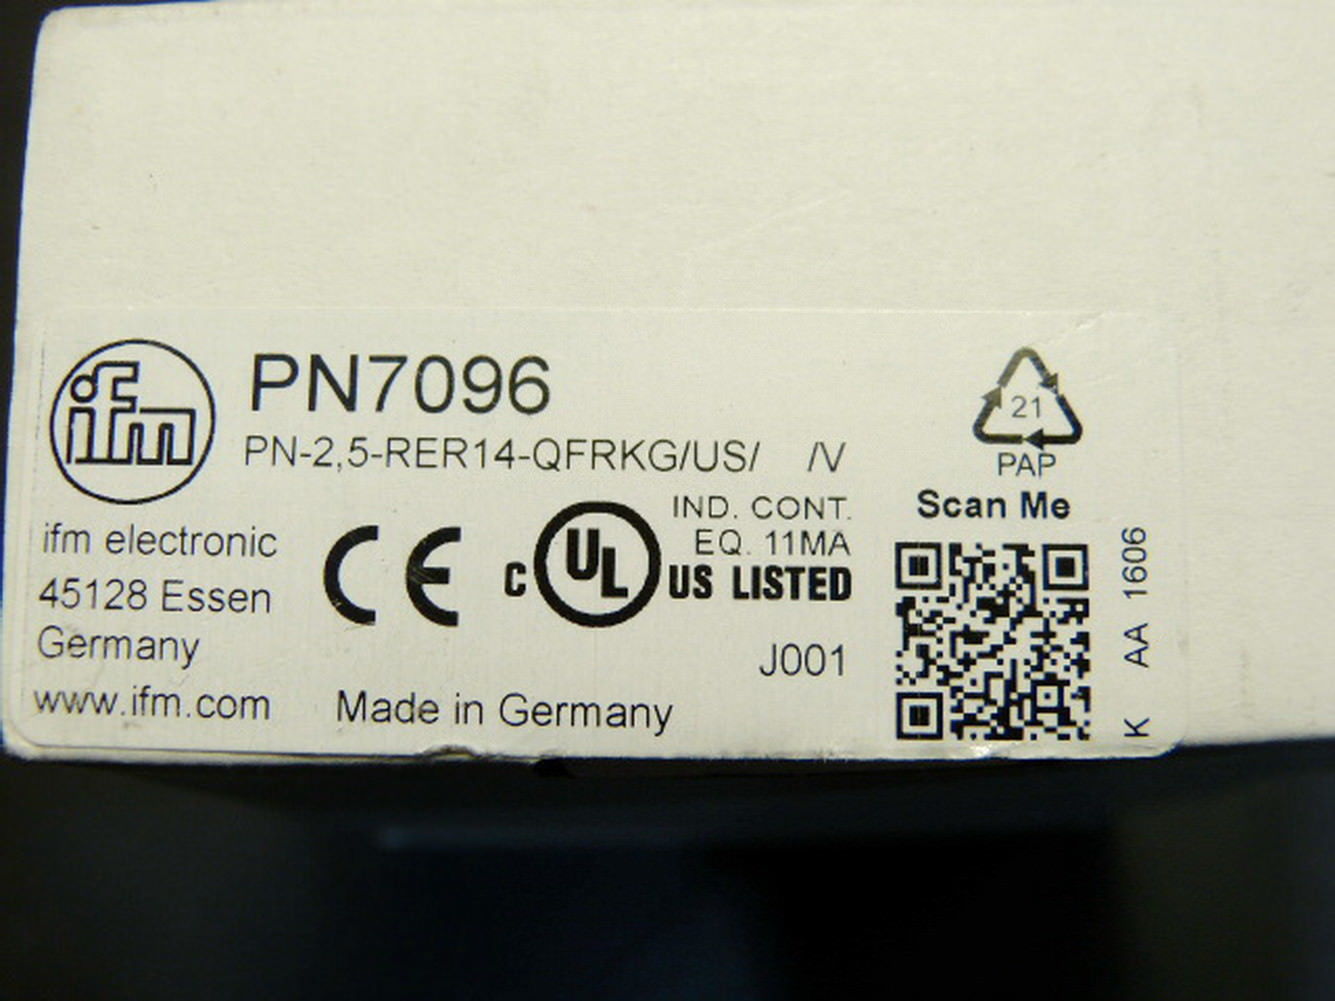 ifm
PN7096
PN-2,5-RER14-QFRKG/US/ /V
ifm electronic
45128 Essen
Germany
www.ifm.com
CE
Made in Germany
c UL US LISTED
IND. CONT.
EQ. 11MA
J001
21
PAP
Scan Me
K AA 1606